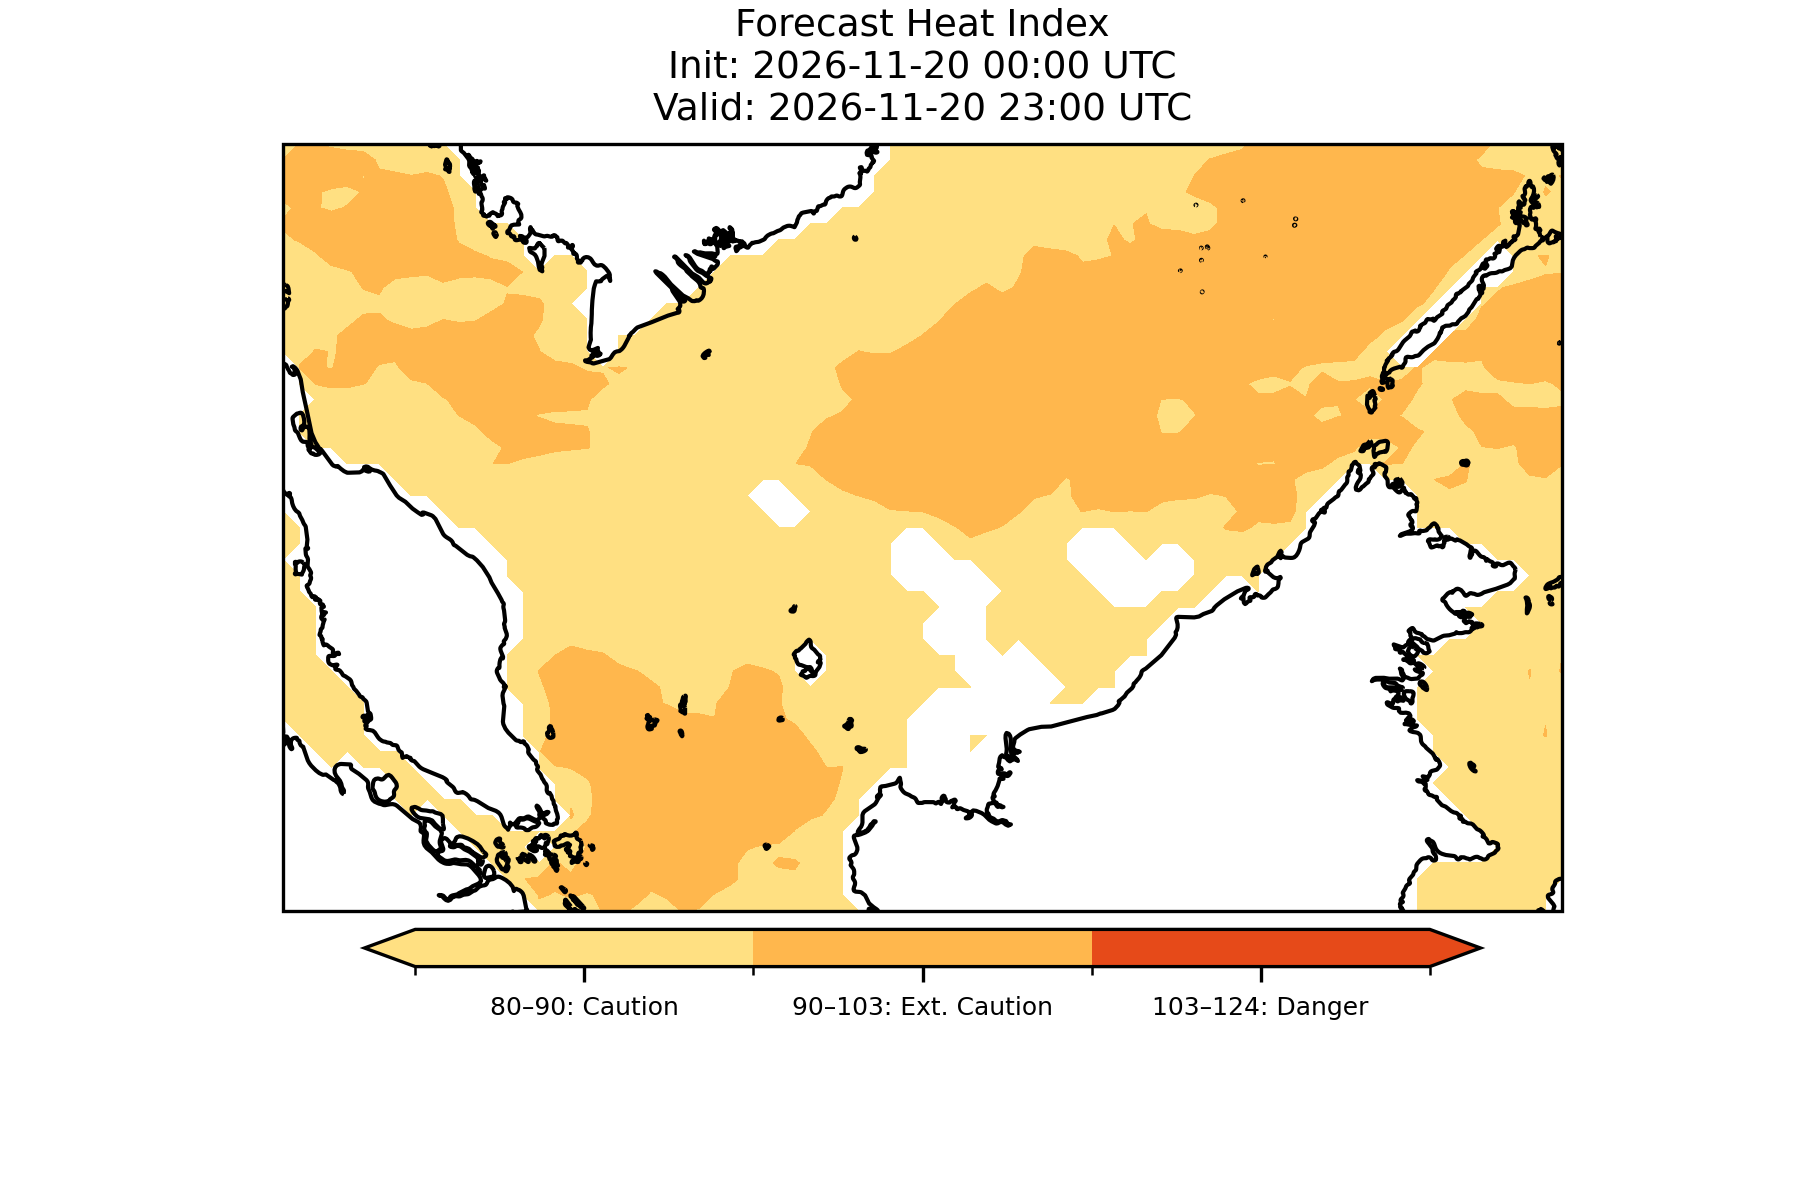 Forecast Heat Index
Init: 2026-11-20 00:00 UTC
Valid: 2026-11-20 23:00 UTC
80–90: Caution
90–103: Ext. Caution
103–124: Danger